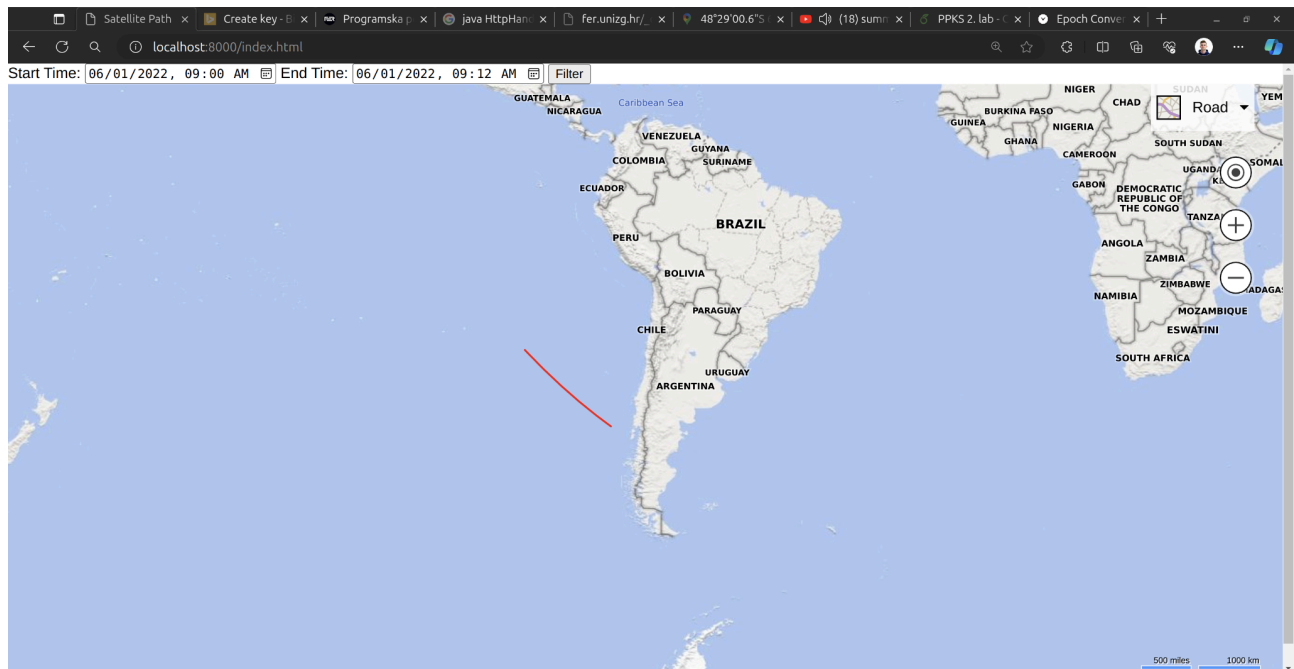 Satellite Path
Create key - B
Programska p
java HttpHand
fer.unizg.hr/_
48°29'00.6"S
(18) sumn
PPKS 2. lab - C
Epoch Conver
localhost:8000/index.html
Start Time: 06/01/2022, 09:00 AM End Time: 06/01/2022, 09:12 AM Filter
GUATEMALA
NICARAGUA
Caribbean Sea
VENEZUELA
GUYANA
SURINAME
COLOMBIA
ECUADOR
BRAZIL
PERU
BOLIVIA
PARAGUAY
CHILE
URUGUAY
ARGENTINA
NIGER
SUDAN
YEM
Road
CHAD
BURKINA FASO
GUINEA
NIGERIA
GHANA
SOUTH SUDAN
CAMEROON
SOMAL
UGANDA
GABON
DEMOCRATIC
REPUBLIC OF
THE CONGO
TANZA
ANGOLA
ZAMBIA
ZIMBABWE
ADAGA
NAMIBIA
MOZAMBIQUE
ESWATINI
SOUTH AFRICA
500 miles
1000 km